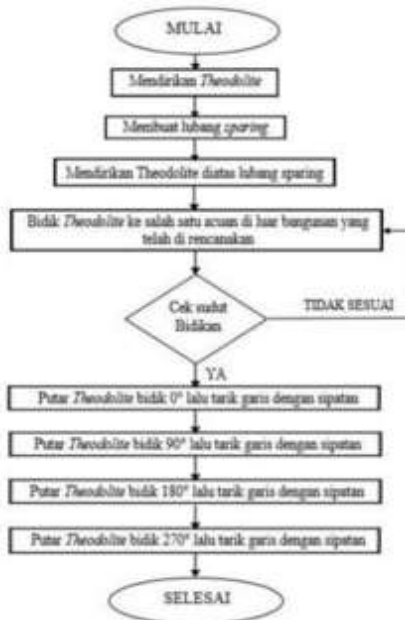 MULAI
Mendirikan Theodolite
Membuat lubang sparing
Mendirikan Theodolite diatas lubang sparing
Bidik Theodolite ke salah satu acuan di luar bangunan yang
telah di rencanakan
Cek sudut
Bidikan
TIDAK SESUAI
YA
Putar Theodolite bidik 0° lalu tarik garis dengan sipatan
Putar Theodolite bidik 90° lalu tarik garis dengan sipatan
Putar Theodolite bidik 180° lalu tarik garis dengan sipatan
Putar Theodolite bidik 270° lalu tarik garis dengan sipatan
SELESAI